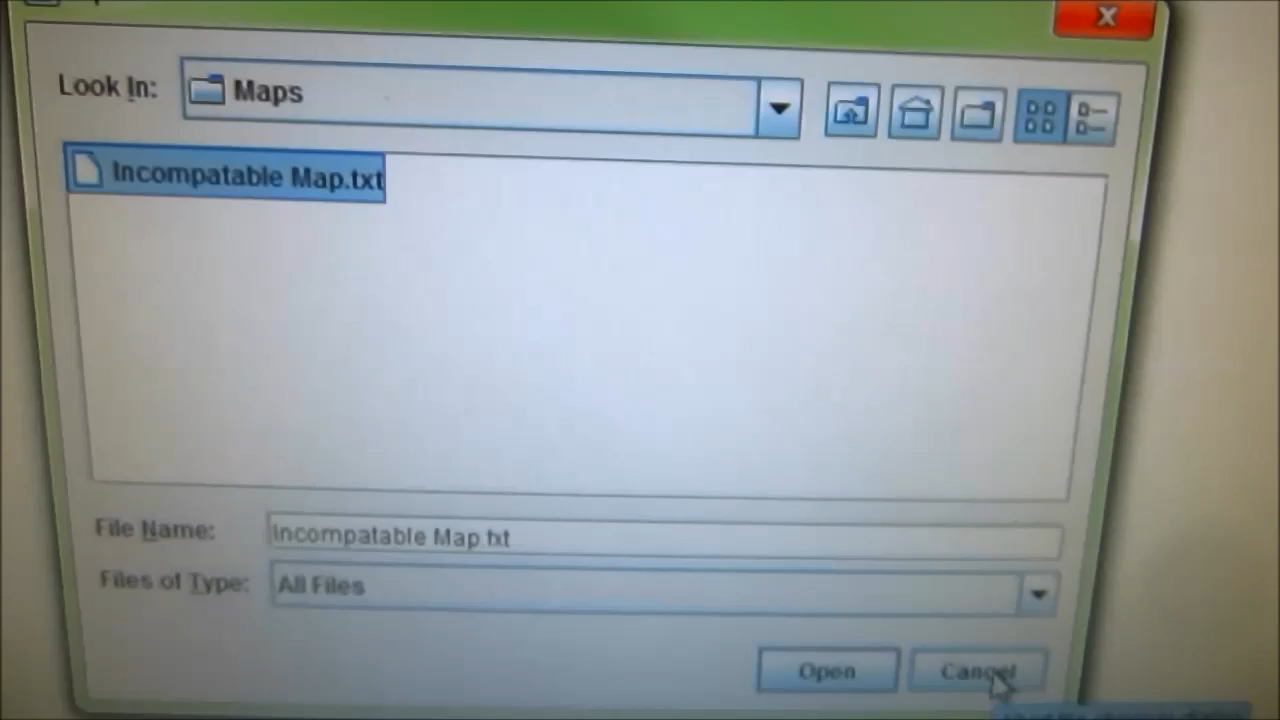 Look In: Maps
Incompatable Map.txt
File Name: Incompatable Map.txt
Files of Type: All Files
Open Cancel